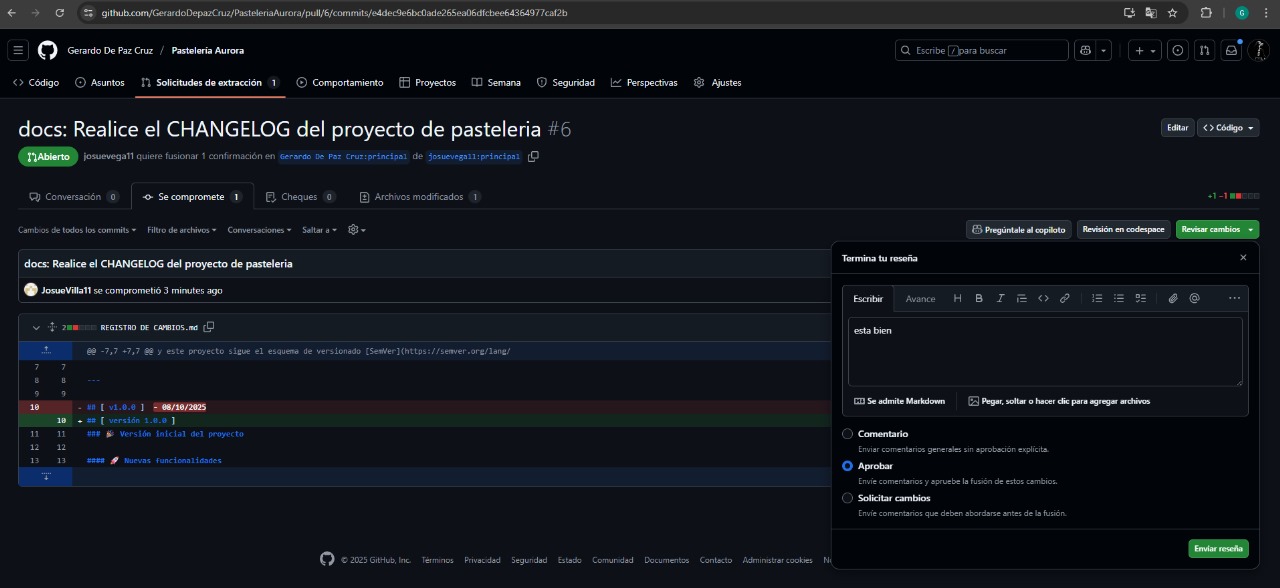 github.com/GerardoDepazCruz/PasteleriaAurora/pull/6/commits/e4dec9e6bc0ade265ea06dfcbee64364977caf2b
G
Gerardo De Paz Cruz / Pastelería Aurora
Escribe / para buscar
Código
Asuntos
Solicitudes de extracción 1
Comportamiento
Proyectos
Semana
Seguridad
Perspectivas
Ajustes
docs: Realice el CHANGELOG del proyecto de pasteleria #6
Editar
<> Código
Abierto
josuevega11 quiere fusionar 1 confirmación en Gerardo De Paz Cruz:principal de josuevega11:principal
Conversación 0
Se compromete 1
Cheques 0
Archivos modificados 1
+1 −1
Cambios de todos los commits
Filtro de archivos
Conversaciones
Saltar a
Pregúntale al copiloto
Revisión en codespace
Revisar cambios
docs: Realice el CHANGELOG del proyecto de pasteleria
JosueVilla11 se comprometió 3 minutes ago
2 REGISTRO DE CAMBIOS.md
@@ -7,7 +7,7 @@ y este proyecto sigue el esquema de versionado [SemVer](https://semver.org/lang/
7 7
8 8 ---
9 9
10 - ## [ v1.0.0 ] - 08/10/2025
10 + ## [ versión 1.0.0 ]
11 11 ### 🎉 Versión inicial del proyecto
12 12
13 13 #### 🚀 Nuevas funcionalidades
Termina tu reseña
Escribir
Avance
H B I
esta bien
Se admite Markdown
Pegar, soltar o hacer clic para agregar archivos
Comentario
Enviar comentarios generales sin aprobación explícita.
Aprobar
Envíe comentarios y apruebe la fusión de estos cambios.
Solicitar cambios
Envíe comentarios que deben abordarse antes de la fusión.
Enviar reseña
© 2025 GitHub, Inc.
Términos
Privacidad
Seguridad
Estado
Comunidad
Documentos
Contacto
Administrar cookies